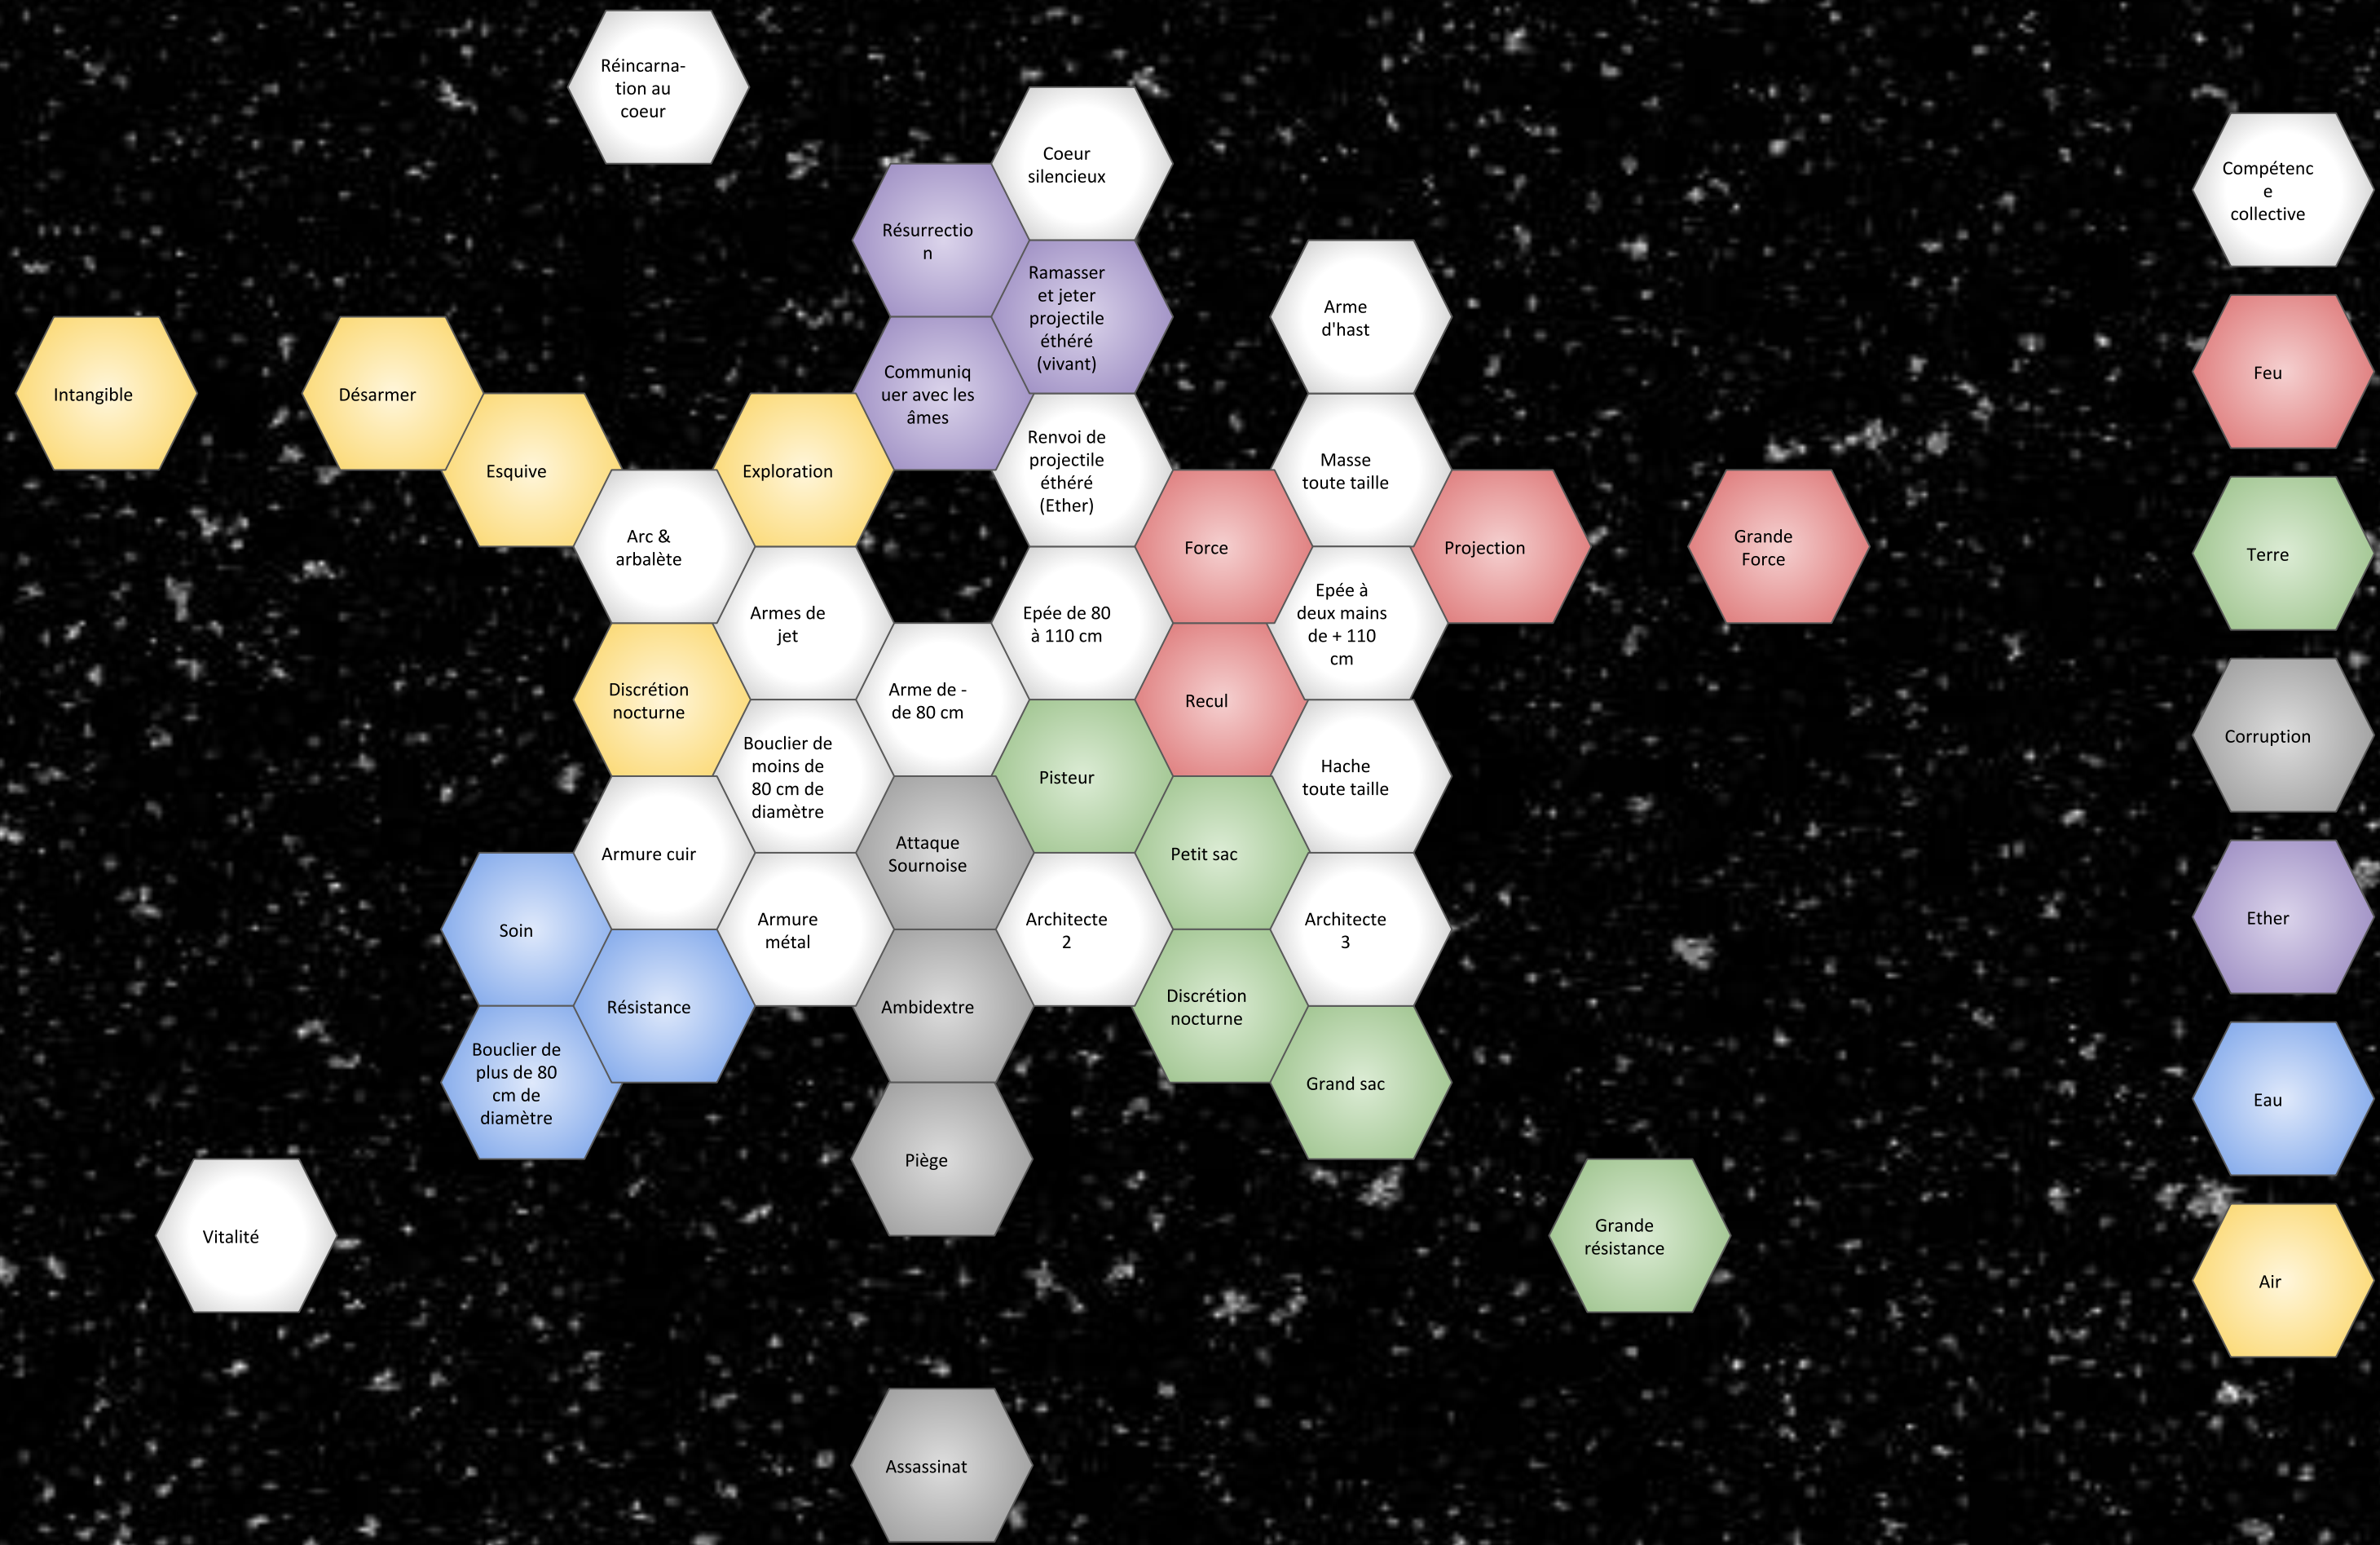 Réincarna-
tion au
coeur
Coeur
silencieux
Compétenc
e
collective
Résurrectio
n
Ramasser
et jeter
projectile
éthéré
(vivant)
Arme
d'hast
Feu
Intangible
Désarmer
Communiq
uer avec les
âmes
Esquive
Exploration
Renvoi de
projectile
éthéré
(Ether)
Masse
toute taille
Arc &
arbalète
Force
Projection
Grande
Force
Terre
Armes de
jet
Epée de 80
à 110 cm
Epée à
deux mains
de + 110
cm
Discrétion
nocturne
Arme de -
de 80 cm
Recul
Corruption
Bouclier de
moins de
80 cm de
diamètre
Pisteur
Hache
toute taille
Armure cuir
Attaque
Sournoise
Petit sac
Soin
Armure
métal
Architecte
2
Architecte
3
Ether
Résistance
Ambidextre
Discrétion
nocturne
Bouclier de
plus de 80
cm de
diamètre
Grand sac
Eau
Piège
Vitalité
Grande
résistance
Air
Assassinat